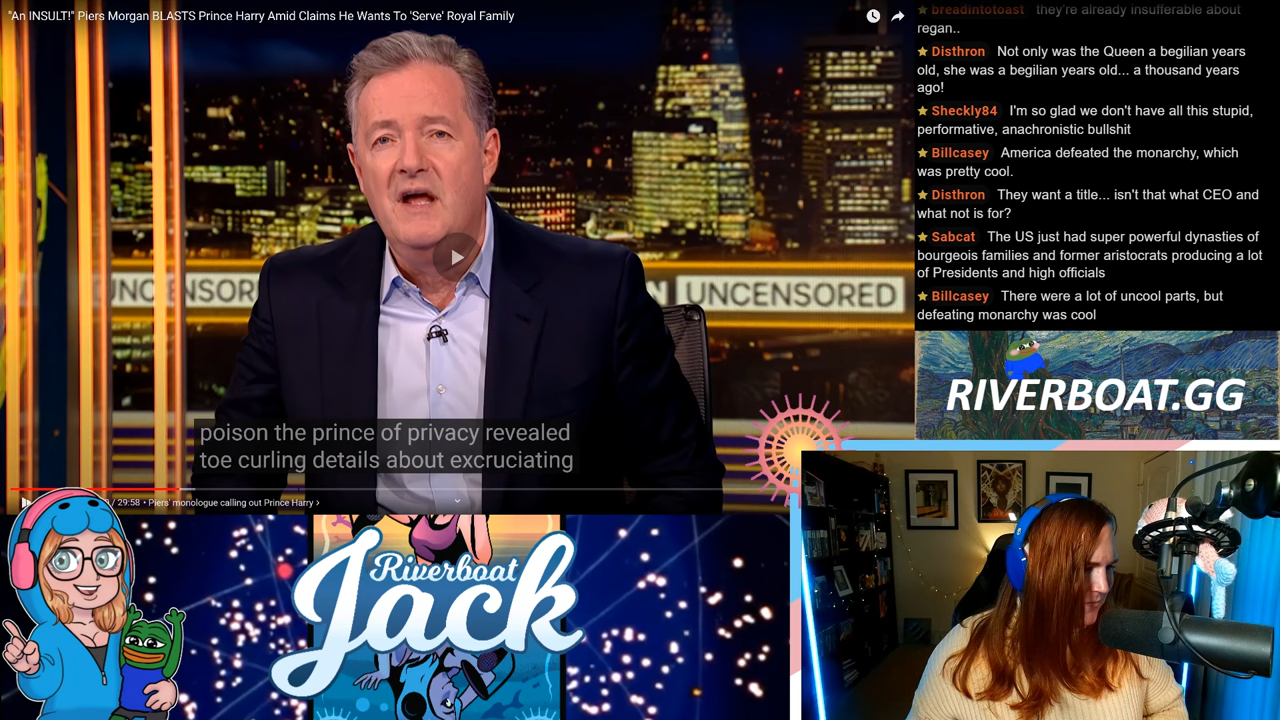 "An INSULT!" Piers Morgan BLASTS Prince Harry Amid Claims He Wants To 'Serve' Royal Family
UNCENSORED
UNCENSORED
poison the prince of privacy revealed
toe curling details about excruciating
/ 29:58 • Piers' monologue calling out Prince Harry ›
breadintotoast they're already insufferable about
regan..
Disthron Not only was the Queen a begilian years
old, she was a begilian years old... a thousand years
ago!
Sheckly84 I'm so glad we don't have all this stupid,
performative, anachronistic bullshit
Billcasey America defeated the monarchy, which
was pretty cool.
Disthron They want a title... isn't that what CEO and
what not is for?
Sabcat The US just had super powerful dynasties of
bourgeois families and former aristocrats producing a lot
of Presidents and high officials
Billcasey There were a lot of uncool parts, but
defeating monarchy was cool
RIVERBOAT.GG
Riverboat
Jack